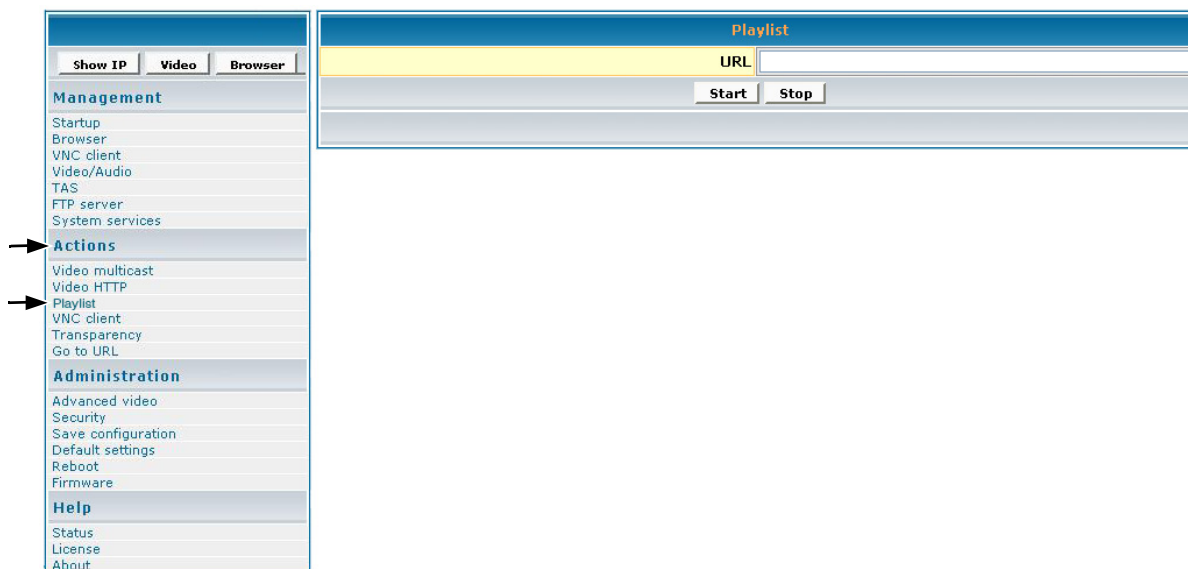 Show IP Video Browser
Management
Startup
Browser
VNC client
Video/Audio
TAS
FTP server
System services
Actions
Video multicast
Video HTTP
Playlist
VNC client
Transparency
Go to URL
Administration
Advanced video
Security
Save configuration
Default settings
Reboot
Firmware
Help
Status
License
About
Playlist
URL
Start Stop